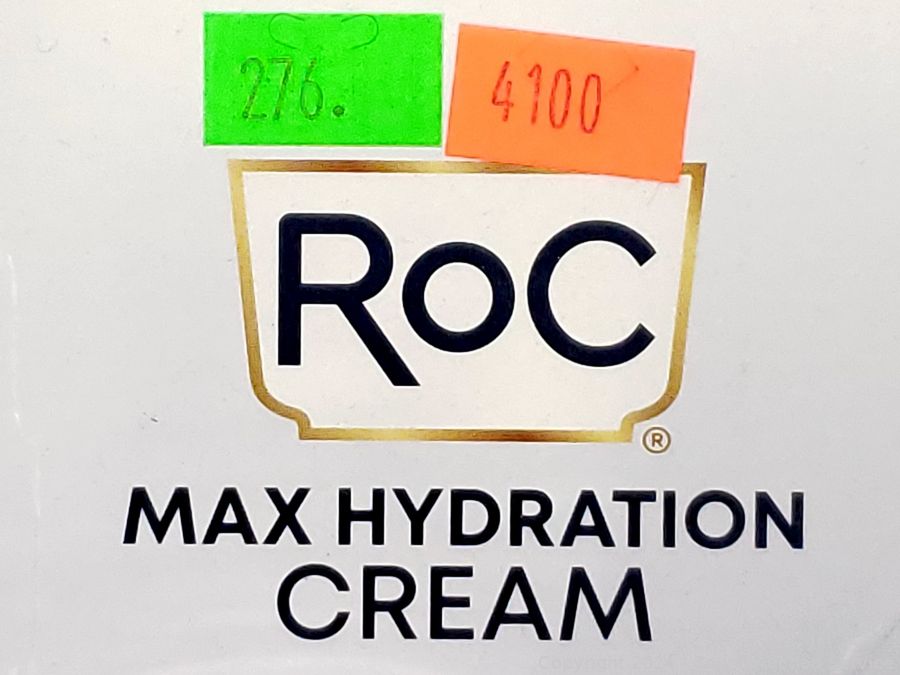 276.
4100
RoC
®
MAX HYDRATION
CREAM